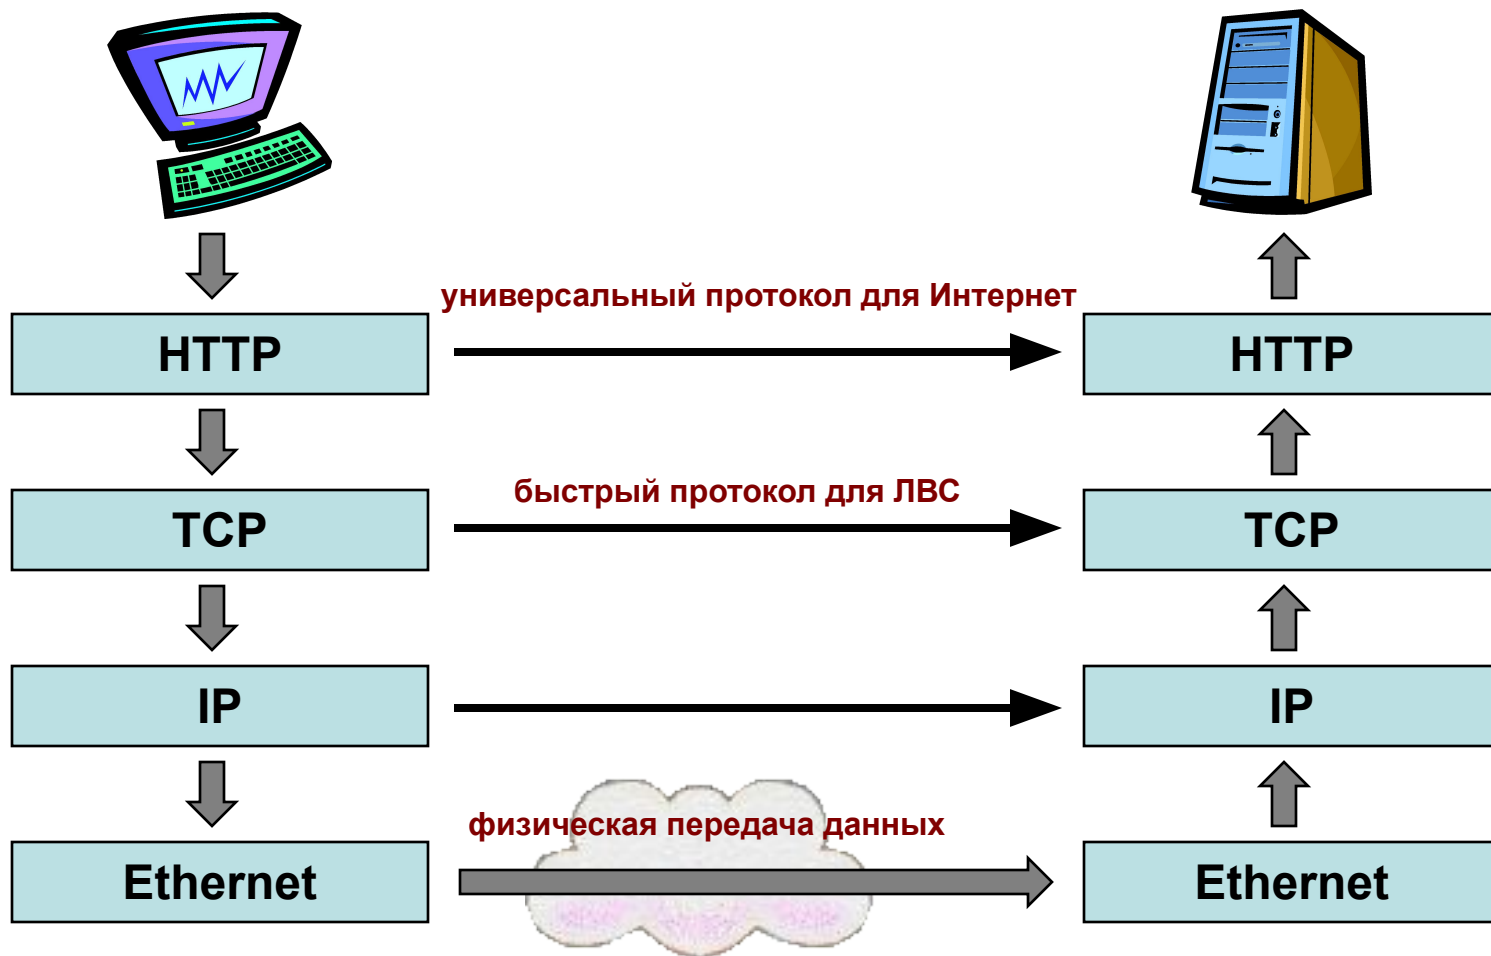 универсальный протокол для Интернет
HTTP
HTTP
быстрый протокол для ЛВС
TCP
TCP
IP
IP
физическая передача данных
Ethernet
Ethernet